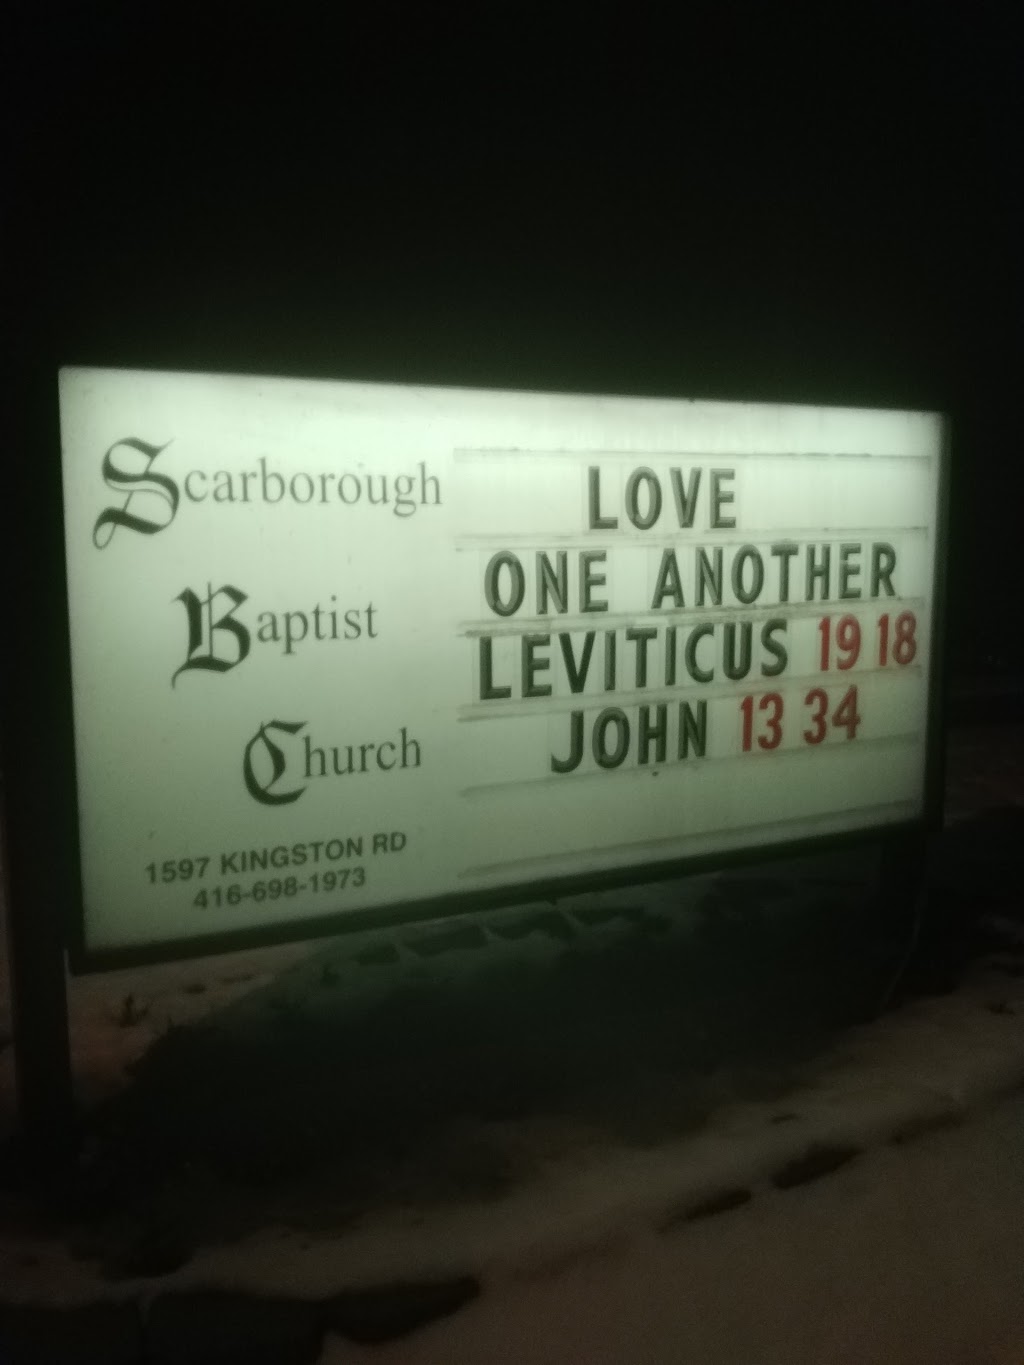 Scarborough
Baptist
Church
1597 KINGSTON RD
416-698-1973
LOVE
ONE ANOTHER
LEVITICUS 19 18
JOHN 13 34